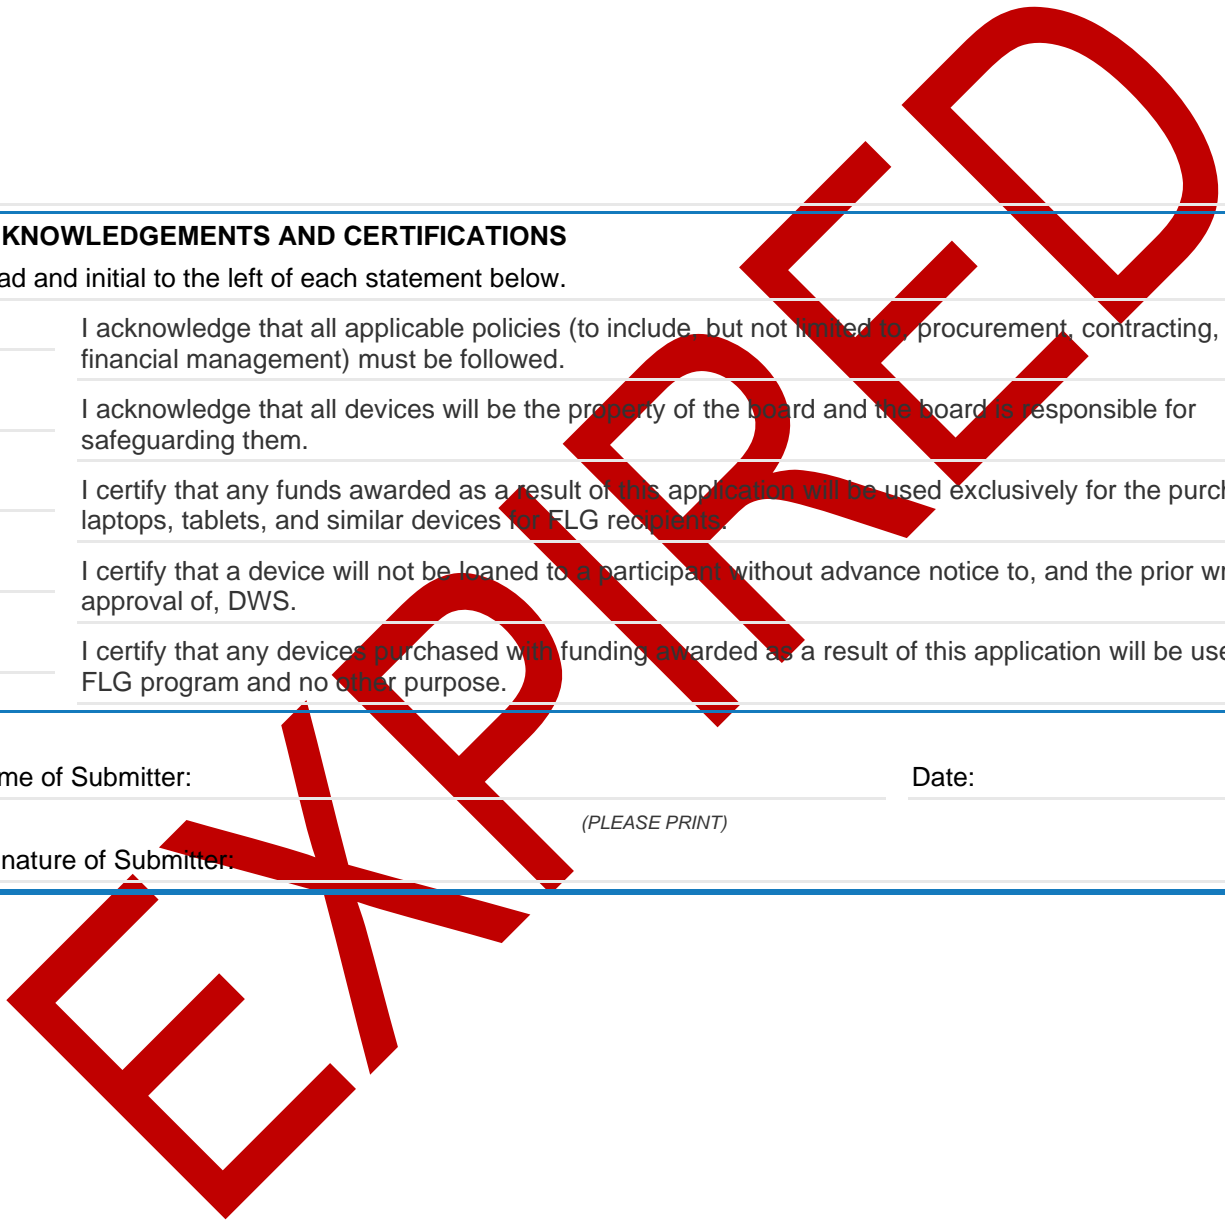 KNOWLEDGEMENTS AND CERTIFICATIONS
ad and initial to the left of each statement below.
I acknowledge that all applicable policies (to include, but not limited to, procurement, contracting,
financial management) must be followed.
I acknowledge that all devices will be the property of the board and the board is responsible for
safeguarding them.
I certify that any funds awarded as a result of this application will be used exclusively for the purch
laptops, tablets, and similar devices for FLG recipients.
I certify that a device will not be loaned to a participant without advance notice to, and the prior wr
approval of, DWS.
I certify that any devices purchased with funding awarded as a result of this application will be use
FLG program and no other purpose.
me of Submitter: Date:
(PLEASE PRINT)
nature of Submitter:
EXPIRED